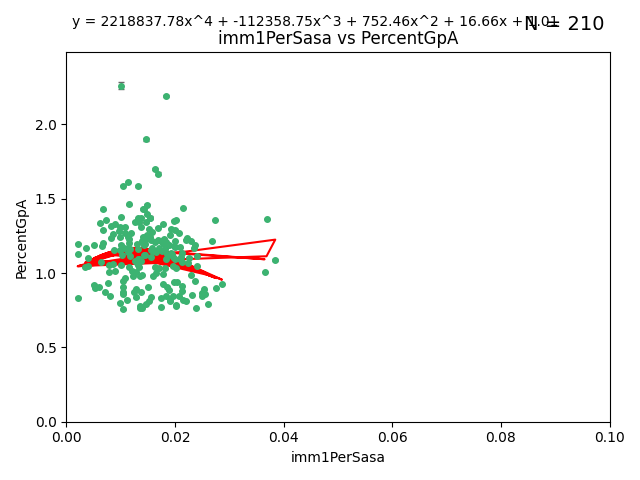 y = 2218837.78x^4 + -112358.75x^3 + 752.46x^2 + 16.66x +
N = 210
imm1PerSasa vs PercentGpA
PercentGpA
2.0
1.5
1.0
0.5
0.0
0.00 0.02 0.04 0.06 0.08 0.10
imm1PerSasa